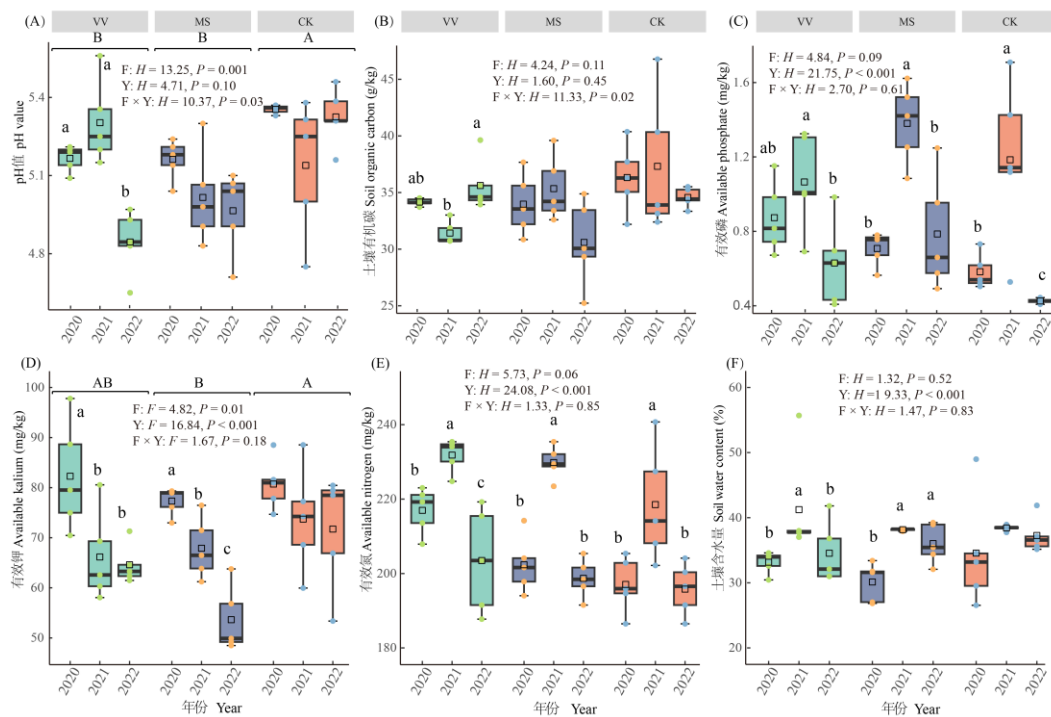 (A)
VV
MS
CK
B
B
A
F: H = 13.25, P = 0.001
Y: H = 4.71, P = 0.10
F × Y: H = 10.37, P = 0.03
a
a
b
pH值 pH value
5.4
5.1
4.8
2020
2021
2022
2020
2021
2022
2020
2021
2022
(B)
VV
MS
CK
F: H = 4.24, P = 0.11
Y: H = 1.60, P = 0.45
F × Y: H = 11.33, P = 0.02
ab
b
a
土壤有机碳 Soil organic carbon (g/kg)
45
40
35
30
25
2020
2021
2022
2020
2021
2022
2020
2021
2022
(C)
VV
MS
CK
F: H = 4.84, P = 0.09
Y: H = 21.75, P < 0.001
F × Y: H = 2.70, P = 0.61
ab
a
b
b
a
b
b
a
c
有效磷 Available phosphate (mg/kg)
1.6
1.2
0.8
0.4
2020
2021
2022
2020
2021
2022
2020
2021
2022
(D)
AB
B
A
F: F = 4.82, P = 0.01
Y: F = 16.84, P < 0.001
F × Y: F = 1.67, P = 0.18
a
b
b
a
b
c
有效钾 Available kalium (mg/kg)
100
90
80
70
60
50
2020
2021
2022
2020
2021
2022
2020
2021
2022
年份 Year
(E)
F: H = 5.73, P = 0.06
Y: H = 24.08, P < 0.001
F × Y: H = 1.33, P = 0.85
b
a
c
b
a
b
b
a
b
有效氮 Available nitrogen (mg/kg)
240
220
200
180
2020
2021
2022
2020
2021
2022
2020
2021
2022
年份 Year
(F)
F: H = 1.32, P = 0.52
Y: H =1 9.33, P < 0.001
F × Y: H = 1.47, P = 0.83
b
a
b
b
a
a
土壤含水量 Soil water content (%)
60
50
40
30
20
2020
2021
2022
2020
2021
2022
2020
2021
2022
年份 Year